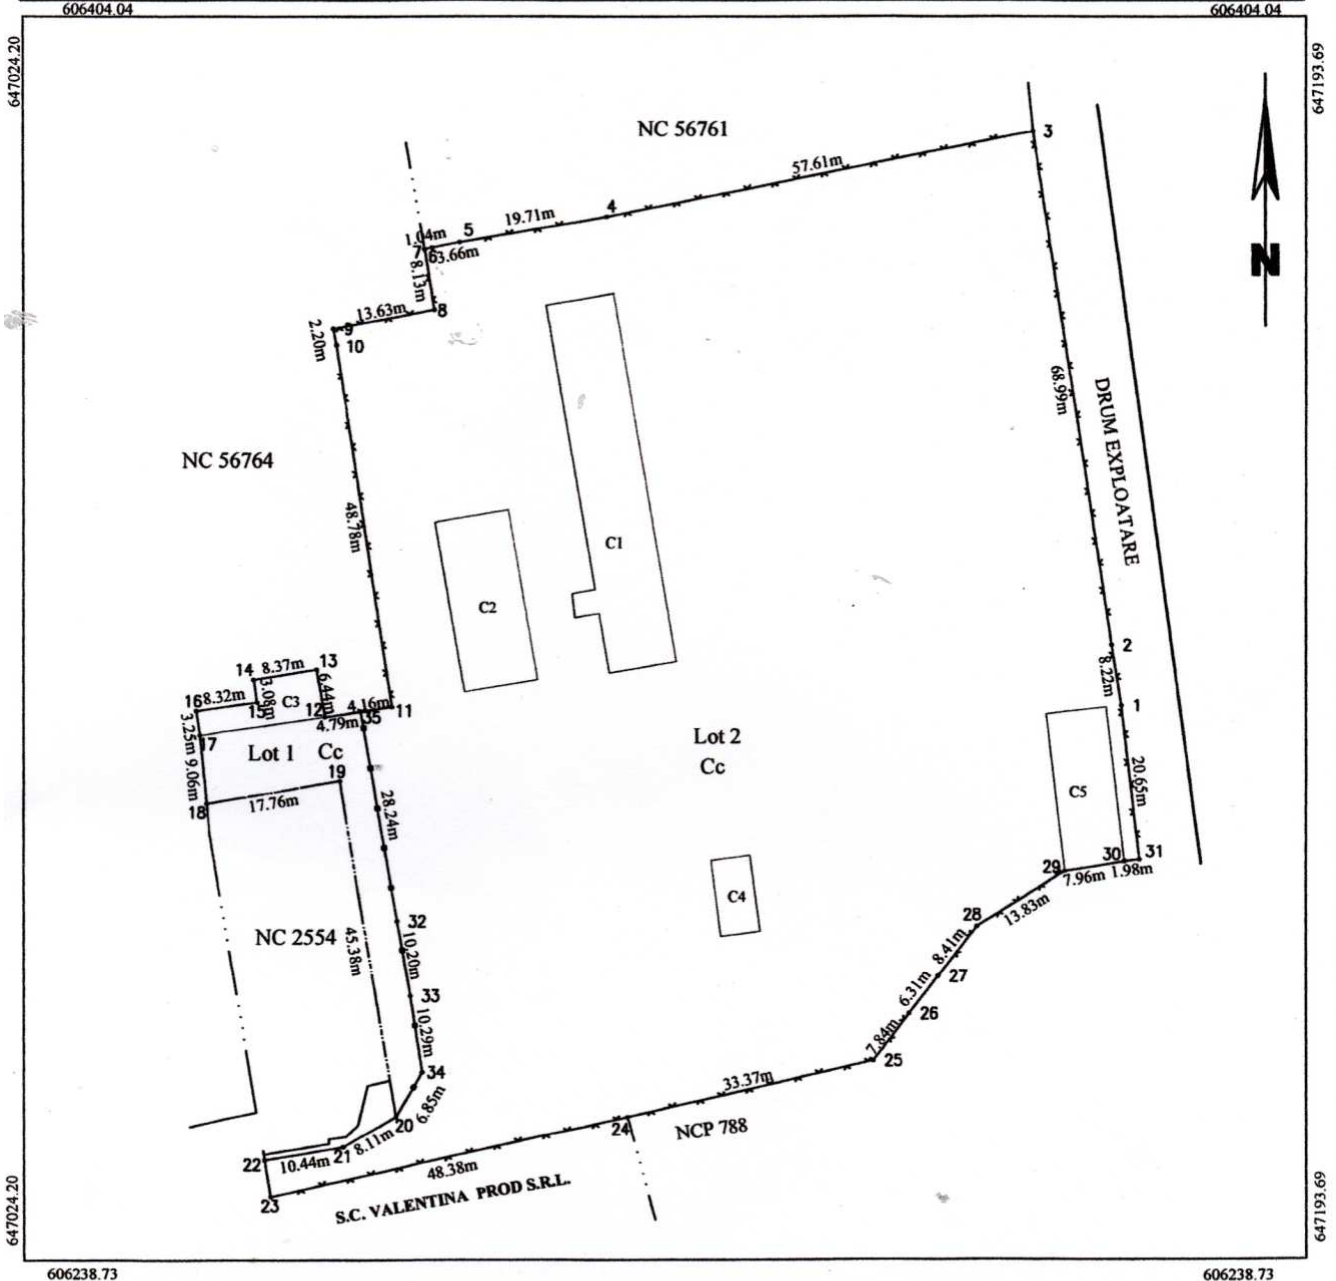 606404.04
606404.04
647024.20
647193.69
NC 56761
3
57.61m
4
19.71m
5
1.04m
7
6
3.66m
8.13m
N
8
13.63m
9
2.20m
10
68.99m
DRUM EXPLOATARE
NC 56764
48.78m
C1
C2
2
8.22m
13
14
8.37m
6.44m
3.08m
C3
16
8.32m
15
12
4.16m
11
4.79m
35
1
3.25m
17
Lot 1 Cc
Lot 2
Cc
9.06m
19
20.65m
C5
18
17.76m
28.24m
30
31
29
7.96m
1.98m
C4
13.83m
28
32
NC 2554
45.38m
10.20m
8.41m
27
33
6.31m
26
10.29m
7.84m
25
34
33.37m
6.85m
20
24
NCP 788
8.11m
21
22
10.44m
48.38m
23
S.C. VALENTINA PROD S.R.L.
647024.20
647193.69
606238.73
606238.73